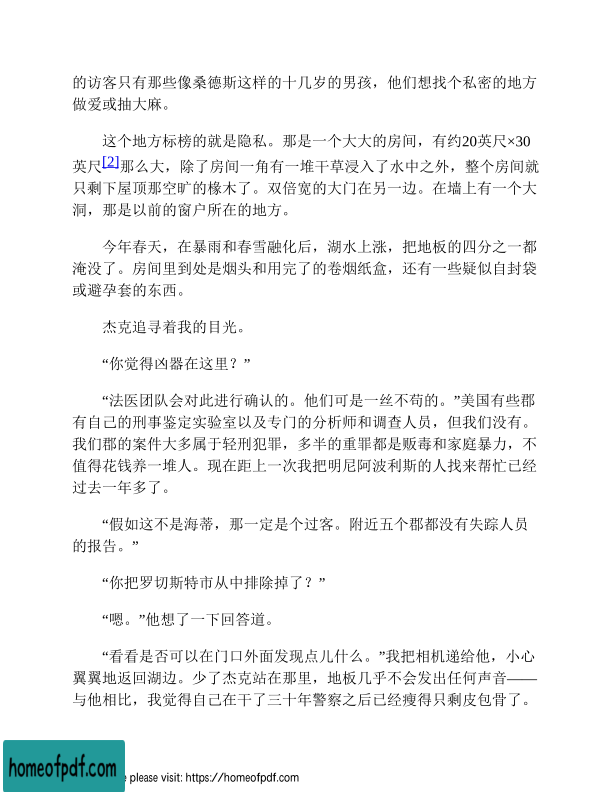 的访客只有那些像桑德斯这样的十几岁的男孩，他们想找个私密的地方
做爱或抽大麻。
这个地方标榜的就是隐私。那是一个大大的房间，有约20英尺×30
英尺[2]那么大，除了房间一角有一堆干草浸入了水中之外，整个房间就
只剩下屋顶那空旷的椽木了。双倍宽的大门在另一边。在墙上有一个大
洞，那是以前的窗户所在的地方。
今年春天，在暴雨和春雪融化后，湖水上涨，把地板的四分之一都
淹没了。房间里到处是烟头和用完了的卷烟纸盒，还有一些疑似自封袋
或避孕套的东西。
杰克追寻着我的目光。
“你觉得凶器在这里？”
“法医团队会对此进行确认的。他们可是一丝不苟的。”美国有些郡
有自己的刑事鉴定实验室以及专门的分析师和调查人员，但我们没有。
我们郡的案件大多属于轻刑犯罪，多半的重罪都是贩毒和家庭暴力，不
值得花钱养一堆人。现在距上一次我把明尼阿波利斯的人找来帮忙已经
过去一年多了。
“假如这不是海蒂，那一定是个过客。附近五个郡都没有失踪人员
的报告。”
“你把罗切斯特市从中排除掉了？”
“嗯。”他想了一下回答道。
“看看是否可以在门口外面发现点儿什么。”我把相机递给他，小心
翼翼地返回湖边。少了杰克站在那里，地板几乎不会发出任何声音——
与他相比，我觉得自己在干了三十年警察之后已经瘦得只剩皮包骨了。
homeofpdf.com
e please visit: https://homeofpdf.com